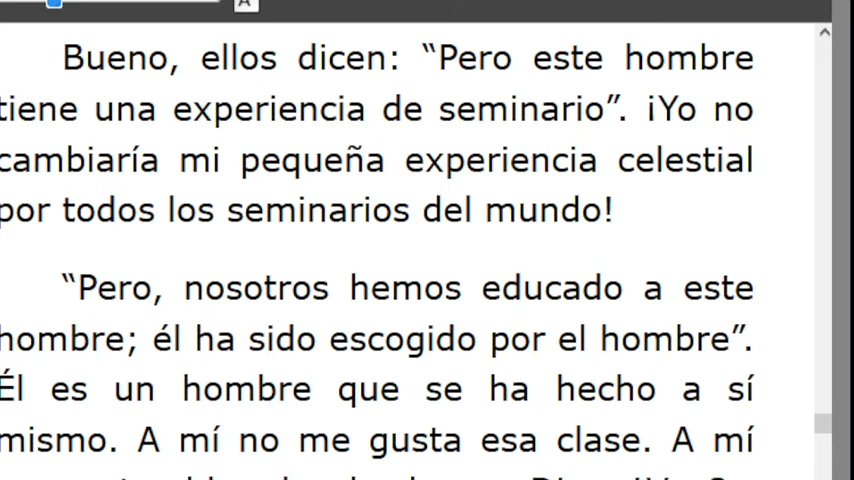 A
Bueno, ellos dicen: “Pero este hombre
tiene una experiencia de seminario”. ¡Yo no
cambiaría mi pequeña experiencia celestial
por todos los seminarios del mundo!
“Pero, nosotros hemos educado a este
hombre; él ha sido escogido por el hombre”.
Él es un hombre que se ha hecho a sí
mismo. A mí no me gusta esa clase. A mí